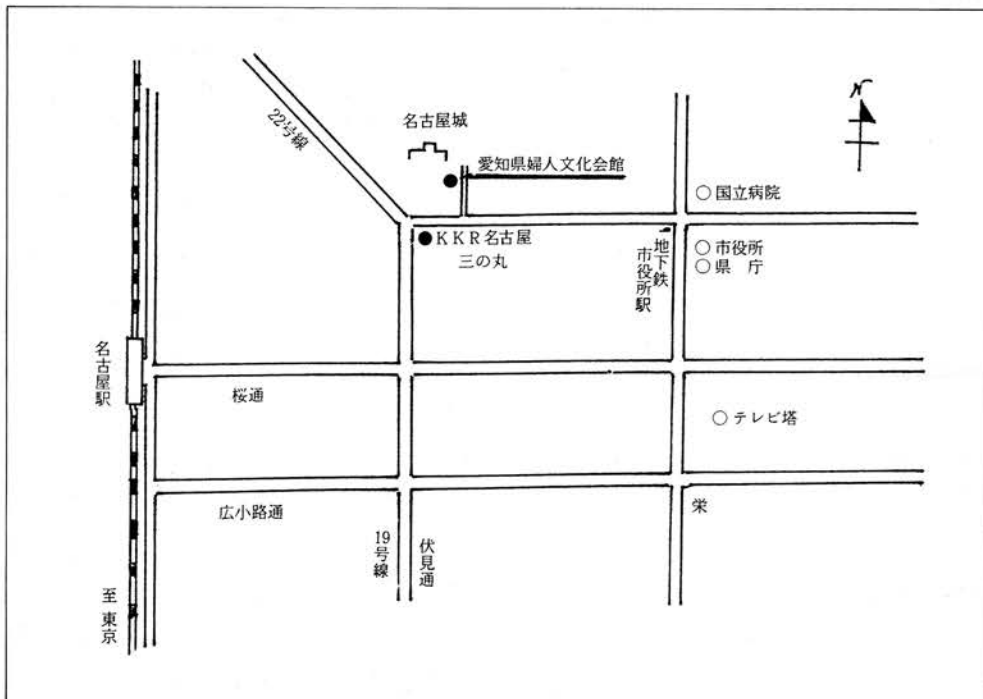 N
22号線
名古屋城
愛知県婦人文化会館
国立病院
KKR名古屋
三の丸
地下鉄
市役所駅
市役所
県庁
名古屋駅
桜通
テレビ塔
広小路通
19号線
伏見通
栄
至東京